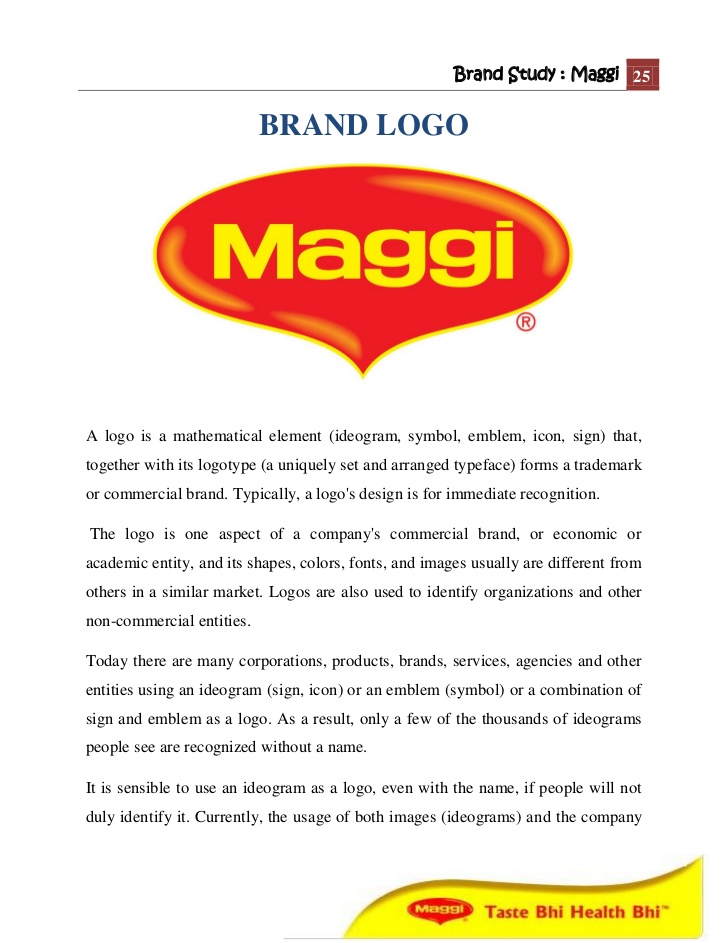 Brand Study : Maggi 25
BRAND LOGO
Maggi
®
A logo is a mathematical element (ideogram, symbol, emblem, icon, sign) that,
together with its logotype (a uniquely set and arranged typeface) forms a trademark
or commercial brand. Typically, a logo's design is for immediate recognition.
The logo is one aspect of a company's commercial brand, or economic or
academic entity, and its shapes, colors, fonts, and images usually are different from
others in a similar market. Logos are also used to identify organizations and other
non-commercial entities.
Today there are many corporations, products, brands, services, agencies and other
entities using an ideogram (sign, icon) or an emblem (symbol) or a combination of
sign and emblem as a logo. As a result, only a few of the thousands of ideograms
people see are recognized without a name.
It is sensible to use an ideogram as a logo, even with the name, if people will not
duly identify it. Currently, the usage of both images (ideograms) and the company
Maggi Taste Bhi Health Bhi™